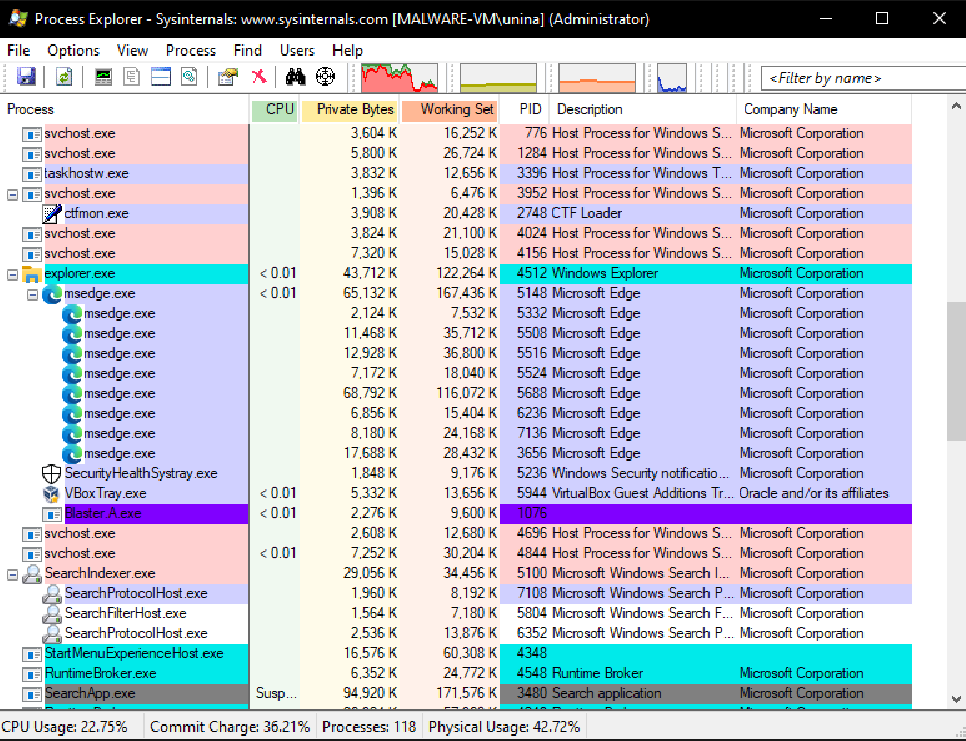 Process Explorer - Sysinternals: www.sysinternals.com [MALWARE-VM\unina] (Administrator)
File Options View Process Find Users Help
<Filter by name>
Process CPU Private Bytes Working Set PID Description Company Name
svchost.exe 3,604 K 16,252 K 776 Host Process for Windows S... Microsoft Corporation
svchost.exe 5,800 K 26,724 K 1284 Host Process for Windows S... Microsoft Corporation
taskhostw.exe 3,832 K 12,656 K 3396 Host Process for Windows T... Microsoft Corporation
svchost.exe 1,396 K 6,476 K 3952 Host Process for Windows S... Microsoft Corporation
ctfmon.exe 3,908 K 20,428 K 2748 CTF Loader Microsoft Corporation
svchost.exe 3,824 K 21,100 K 4024 Host Process for Windows S... Microsoft Corporation
svchost.exe 7,320 K 15,028 K 4156 Host Process for Windows S... Microsoft Corporation
explorer.exe < 0.01 43,712 K 122,264 K 4512 Windows Explorer Microsoft Corporation
msedge.exe < 0.01 65,132 K 167,436 K 5148 Microsoft Edge Microsoft Corporation
msedge.exe 2,124 K 7,532 K 5332 Microsoft Edge Microsoft Corporation
msedge.exe 11,468 K 35,712 K 5508 Microsoft Edge Microsoft Corporation
msedge.exe 12,928 K 36,800 K 5516 Microsoft Edge Microsoft Corporation
msedge.exe 7,172 K 18,040 K 5524 Microsoft Edge Microsoft Corporation
msedge.exe 68,792 K 116,072 K 5688 Microsoft Edge Microsoft Corporation
msedge.exe 6,856 K 15,404 K 6236 Microsoft Edge Microsoft Corporation
msedge.exe 8,180 K 24,168 K 7136 Microsoft Edge Microsoft Corporation
msedge.exe 17,688 K 28,432 K 3656 Microsoft Edge Microsoft Corporation
SecurityHealthSystray.exe 1,848 K 9,176 K 5236 Windows Security notificatio... Microsoft Corporation
VBoxTray.exe < 0.01 5,332 K 13,656 K 5944 VirtualBox Guest Additions Tr... Oracle and/or its affiliates
Blaster.A.exe < 0.01 2,276 K 9,600 K 1076
svchost.exe 2,608 K 12,680 K 4696 Host Process for Windows S... Microsoft Corporation
svchost.exe < 0.01 7,252 K 30,204 K 4844 Host Process for Windows S... Microsoft Corporation
SearchIndexer.exe 29,056 K 34,456 K 5100 Microsoft Windows Search I... Microsoft Corporation
SearchProtocolHost.exe 1,960 K 8,192 K 7108 Microsoft Windows Search P... Microsoft Corporation
SearchFilterHost.exe 1,564 K 7,180 K 5804 Microsoft Windows Search F... Microsoft Corporation
SearchProtocolHost.exe 2,536 K 13,876 K 6352 Microsoft Windows Search P... Microsoft Corporation
StartMenuExperienceHost.exe 16,576 K 60,308 K 4348
RuntimeBroker.exe 6,352 K 24,772 K 4548 Runtime Broker Microsoft Corporation
SearchApp.exe Susp... 94,920 K 171,576 K 3480 Search application Microsoft Corporation
CPU Usage: 22.75% Commit Charge: 36.21% Processes: 118 Physical Usage: 42.72%